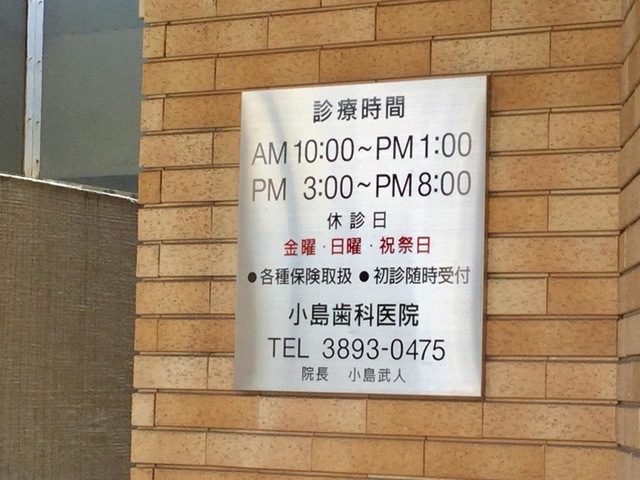 診療時間
AM 10:00~PM 1:00
PM 3:00~PM 8:00
休診日
金曜・日曜・祝祭日
●各種保険取扱 ●初診随時受付
小島歯科医院
TEL 3893-0475
院長 小島武人